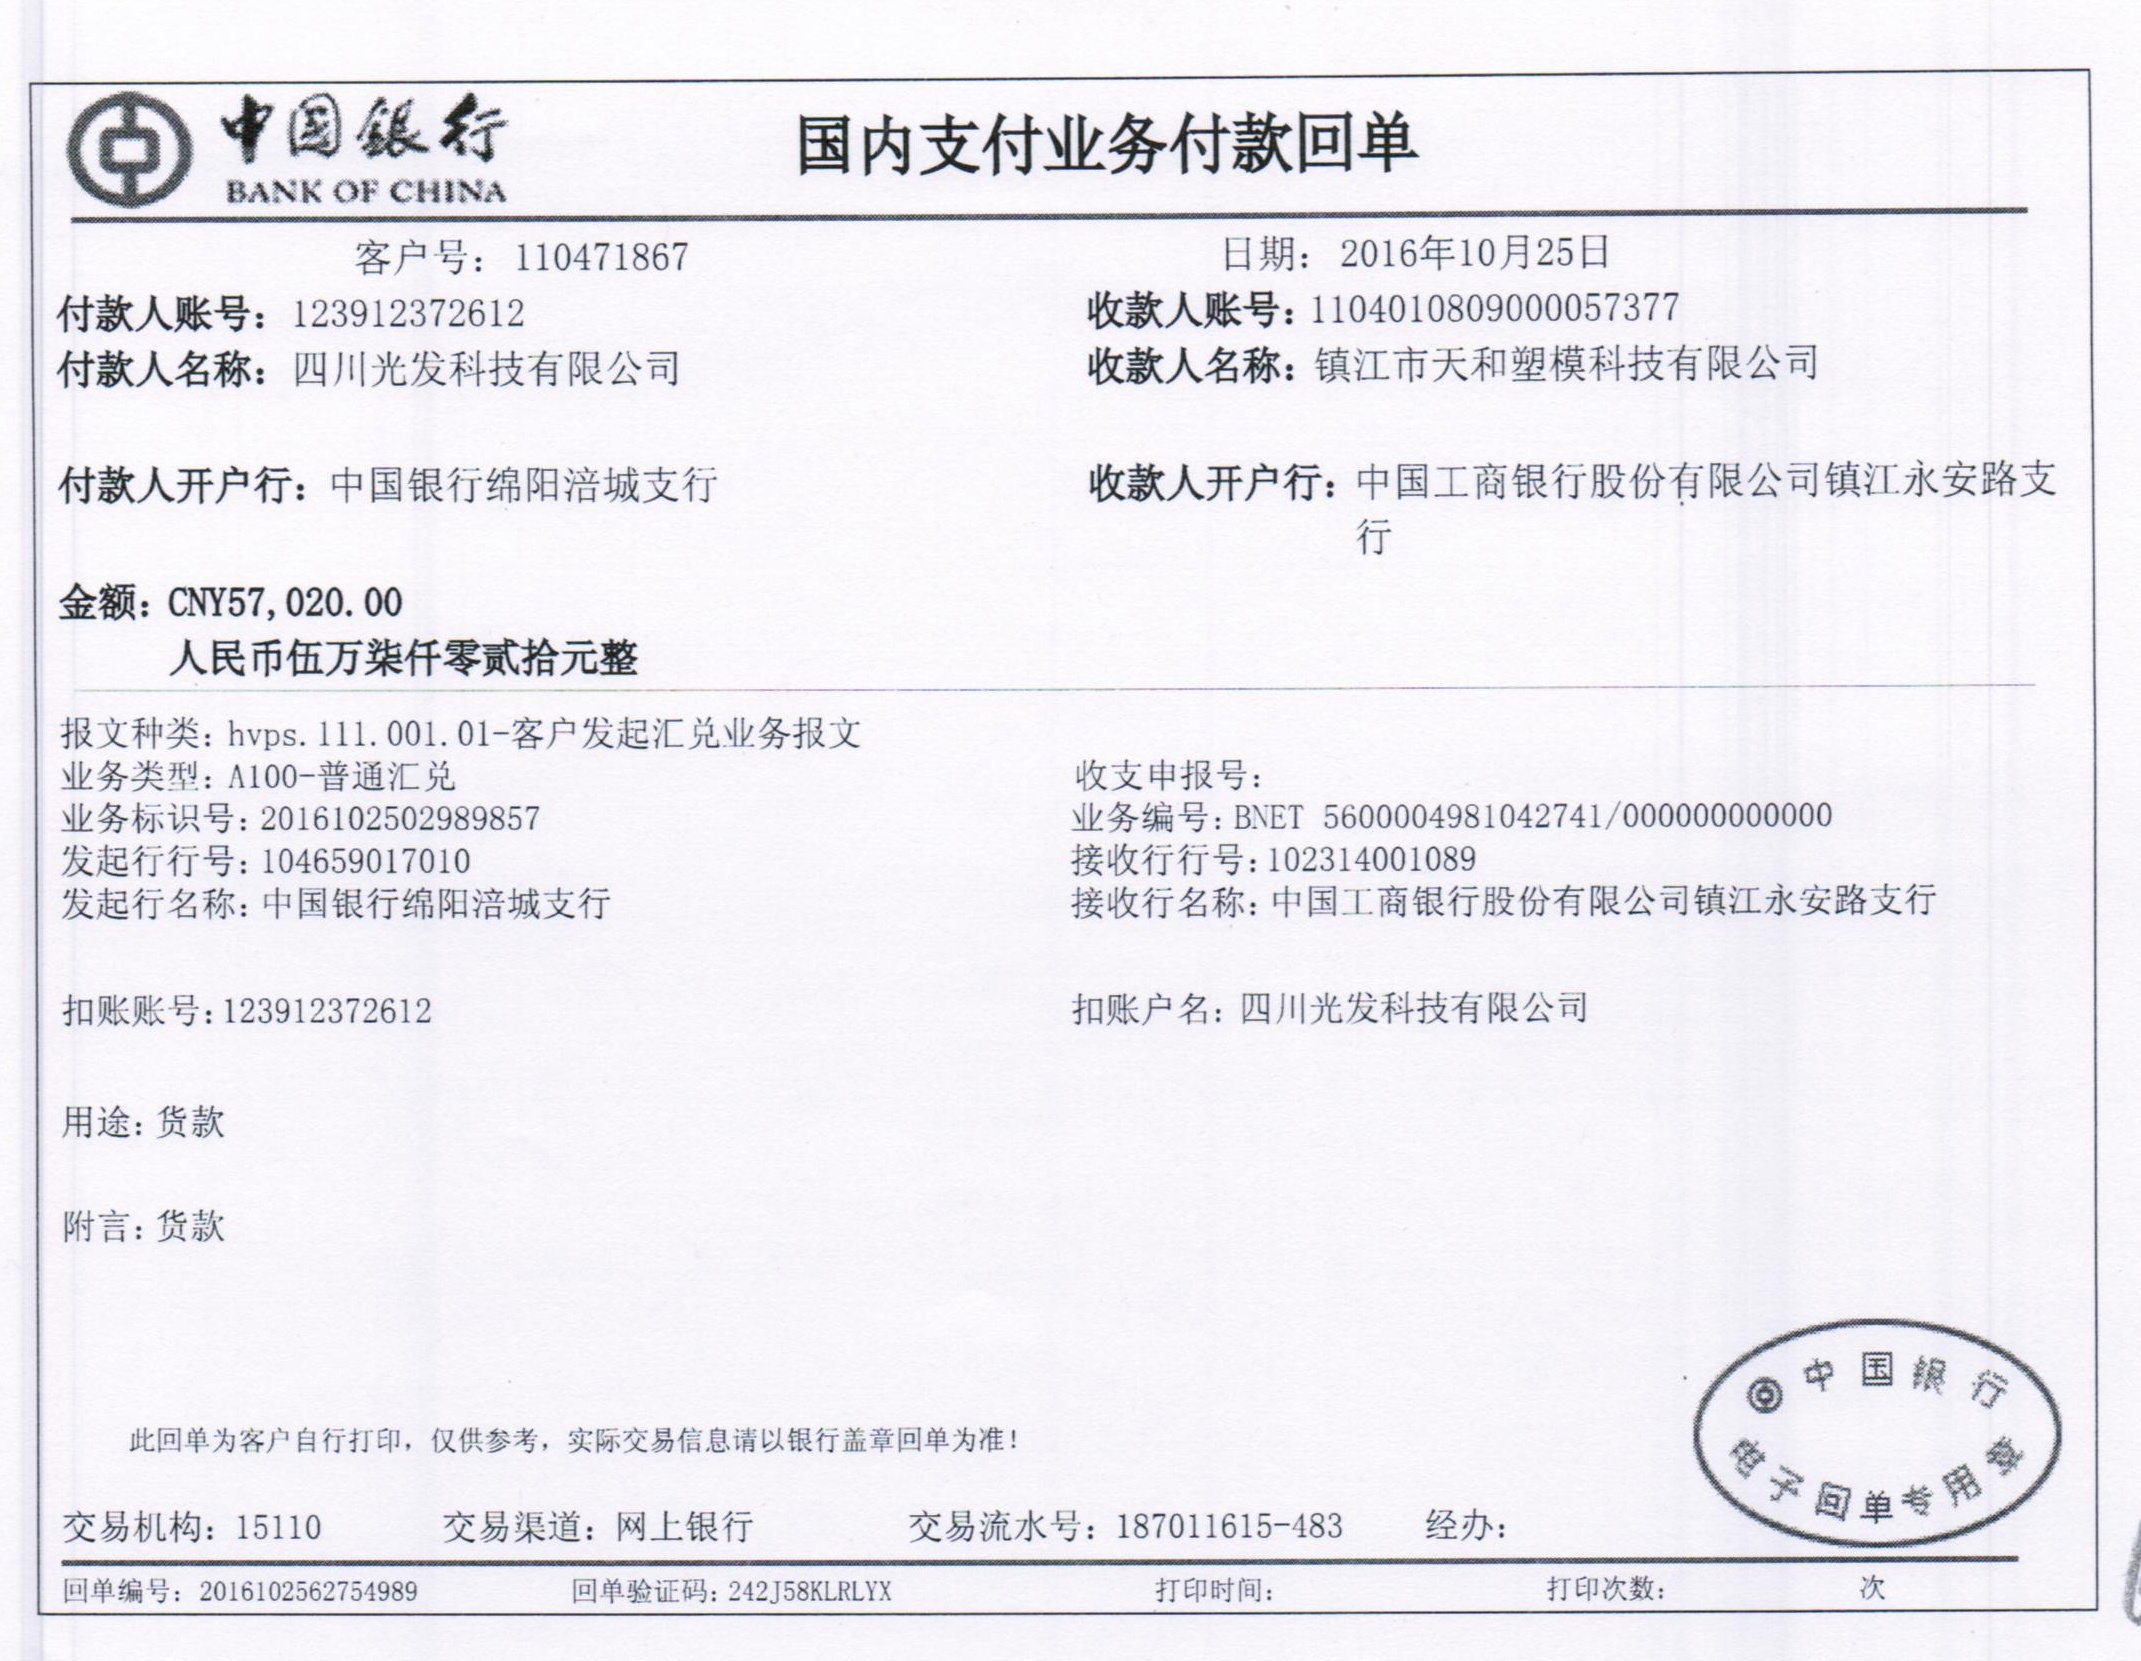 中国银行
BANK OF CHINA
国内支付业务付款回单
客户号：110471867
日期：2016年10月25日
付款人账号：123912372612
收款人账号：1104010809000057377
付款人名称：四川光发科技有限公司
收款人名称：镇江市天和塑模科技有限公司
付款人开户行：中国银行绵阳涪城支行
收款人开户行：中国工商银行股份有限公司镇江永安路支
行
金额：CNY57,020.00
人民币伍万柒仟零贰拾元整
报文种类：hvps.111.001.01-客户发起汇兑业务报文
业务类型：A100-普通汇兑
收支申报号：
业务标识号：2016102502989857
业务编号：BNET 5600004981042741/000000000000
发起行行号：104659017010
接收行行号：102314001089
发起行名称：中国银行绵阳涪城支行
接收行名称：中国工商银行股份有限公司镇江永安路支行
扣账账号：123912372612
扣账户名：四川光发科技有限公司
用途：货款
附言：货款
中国银行
电子回单专用章
此回单为客户自行打印，仅供参考，实际交易信息请以银行盖章回单为准！
交易机构：15110
交易渠道：网上银行
交易流水号：187011615-483
经办：
回单编号：2016102562754989
回单验证码：242J58KLRLYX
打印时间：
打印次数： 次